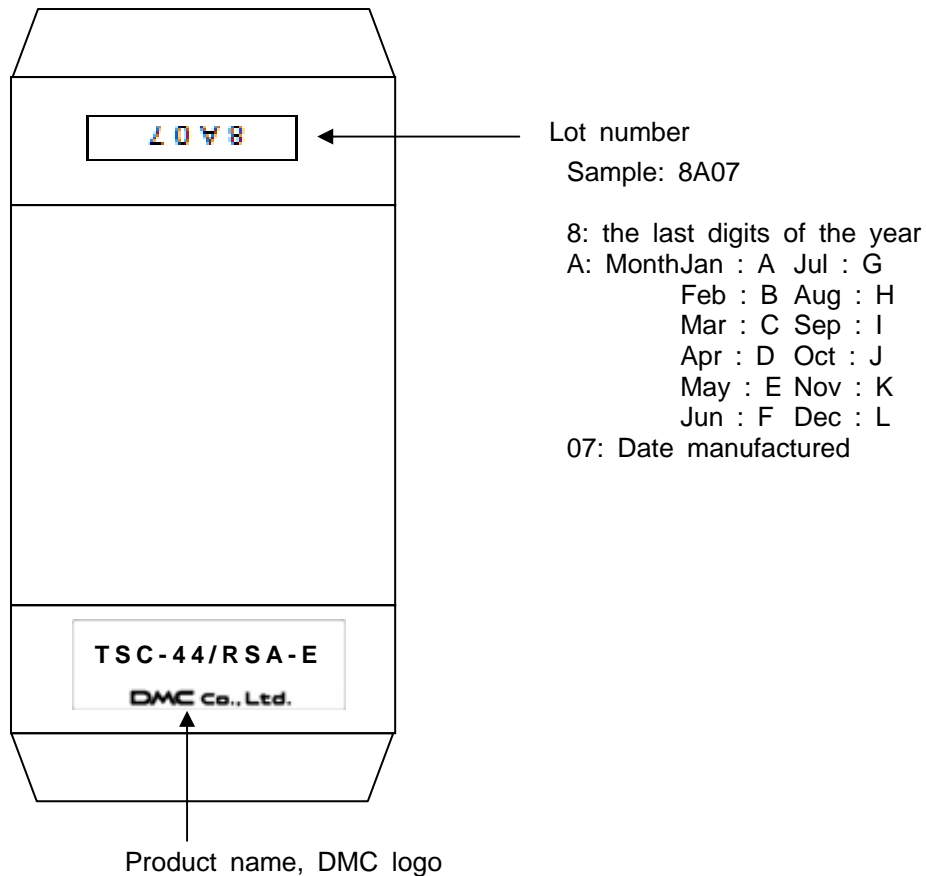 8A07
Lot number
Sample: 8A07
8: the last digits of the year
A: MonthJan : A Jul : G
Feb : B Aug : H
Mar : C Sep : I
Apr : D Oct : J
May : E Nov : K
Jun : F Dec : L
07: Date manufactured
TSC-44/RSA-E
DMC Co., Ltd.
Product name, DMC logo